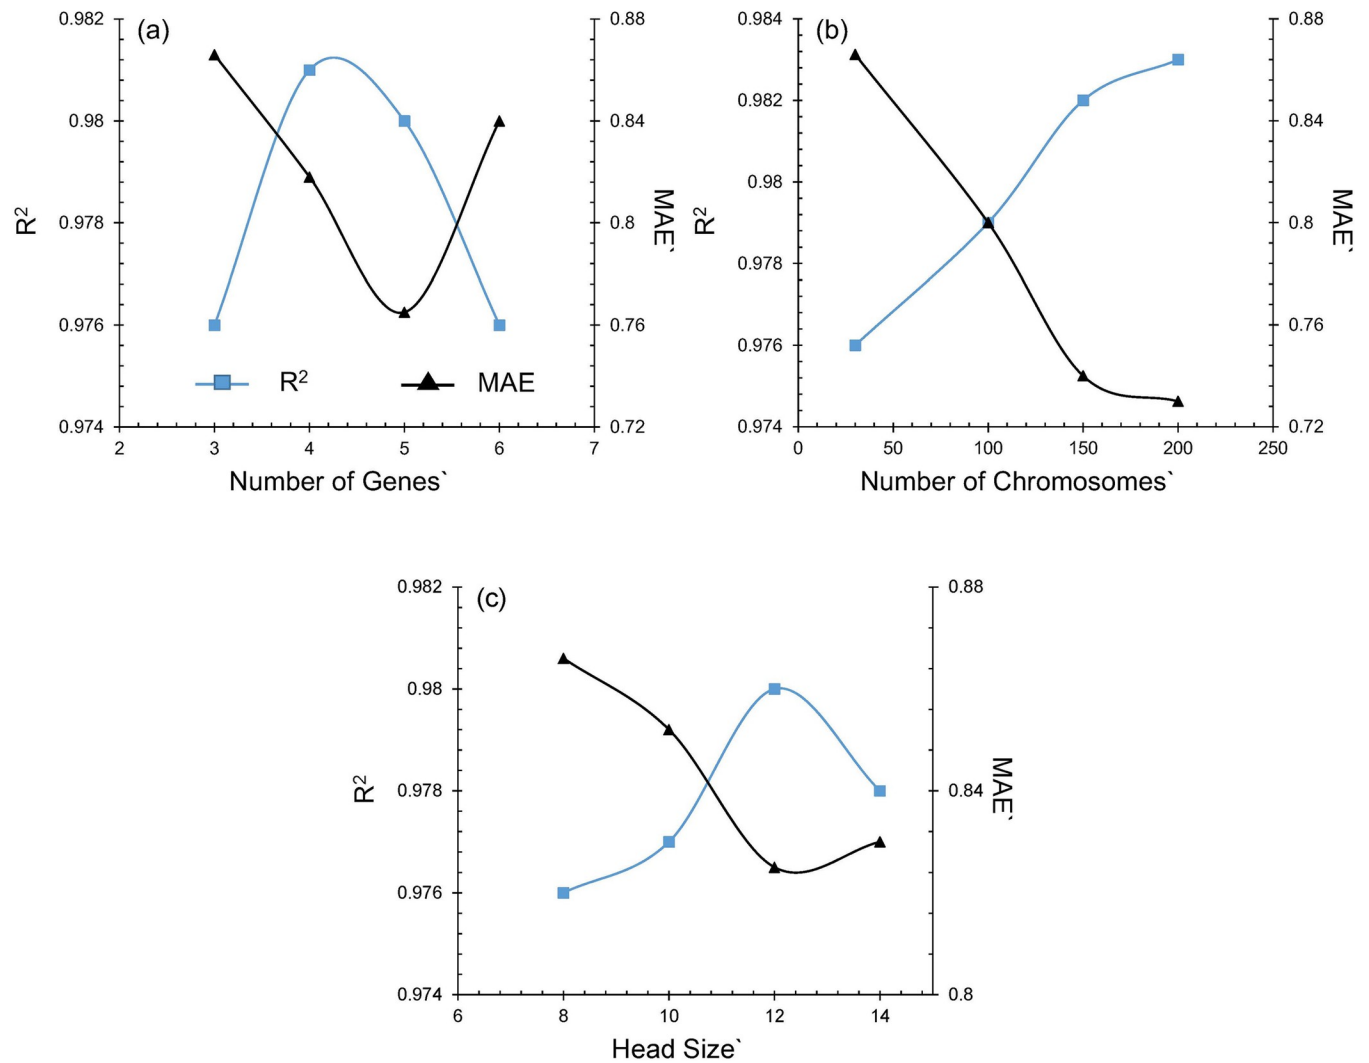 (a)
0.982
0.98
0.978
0.976
0.974
R2
0.88
0.84
0.8
0.76
0.72
MAE`
R2 MAE
2 3 4 5 6 7
Number of Genes`
(b)
0.984
0.982
0.98
0.978
0.976
0.974
R2
0.88
0.84
0.8
0.76
0.72
MAE`
0 50 100 150 200 250
Number of Chromosomes`
(c)
0.982
0.98
0.978
0.976
0.974
R2
0.88
0.84
0.8
MAE`
6 8 10 12 14
Head Size`